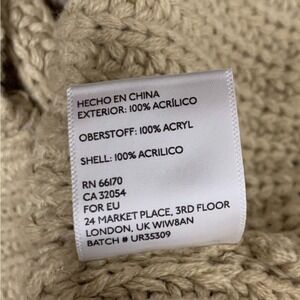 HECHO EN CHINA
EXTERIOR: 100% ACRÍLICO
OBERSTOFF: 100% ACRYL
SHELL: 100% ACRILICO
RN 66170
CA 32054
FOR EU
24 MARKET PLACE, 3RD FLOOR
LONDON, UK WIW8AN
BATCH # UR35309